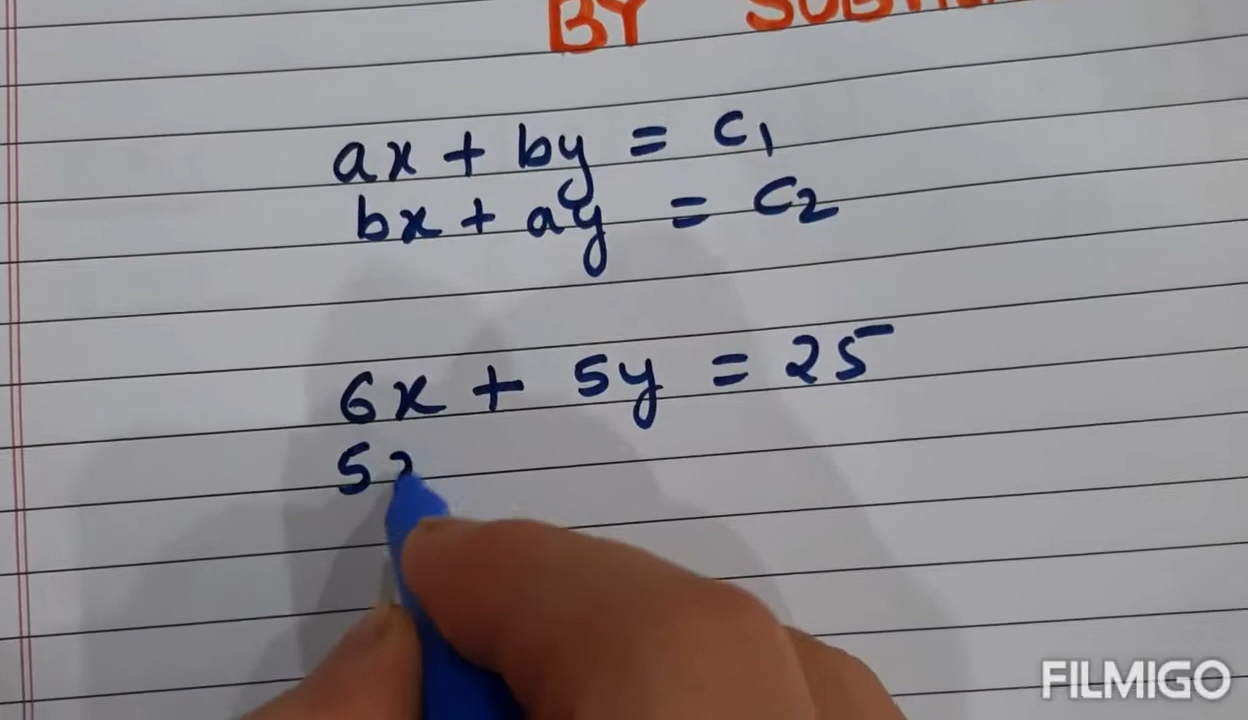 BY
ax + by = c₁
bx + ay = c₂
6x + 5y = 25
5
FILMIGO